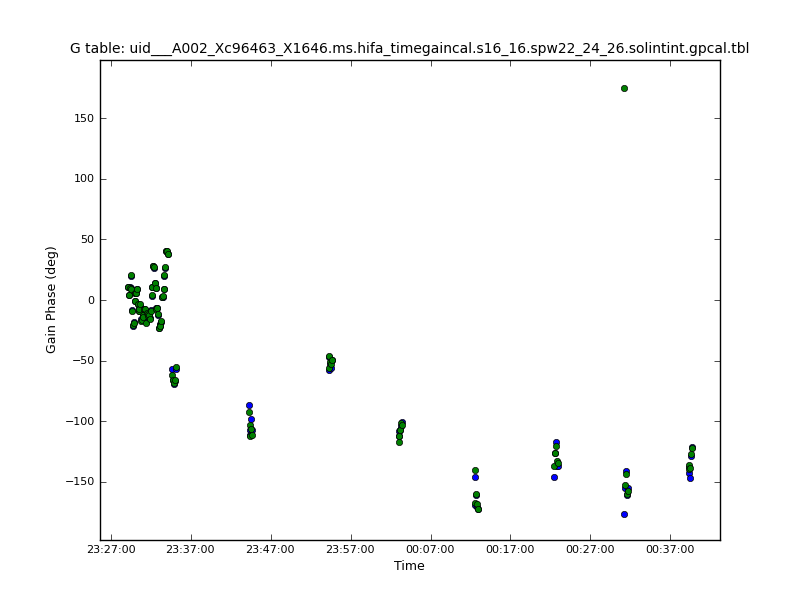 G table: uid___A002_Xc96463_X1646.ms.hifa_timegaincal.s16_16.spw22_24_26.solintint.gpcal.tbl
150
100
50
0
−50
−100
−150
Gain Phase (deg)
23:27:00 23:37:00 23:47:00 23:57:00 00:07:00 00:17:00 00:27:00 00:37:00
Time